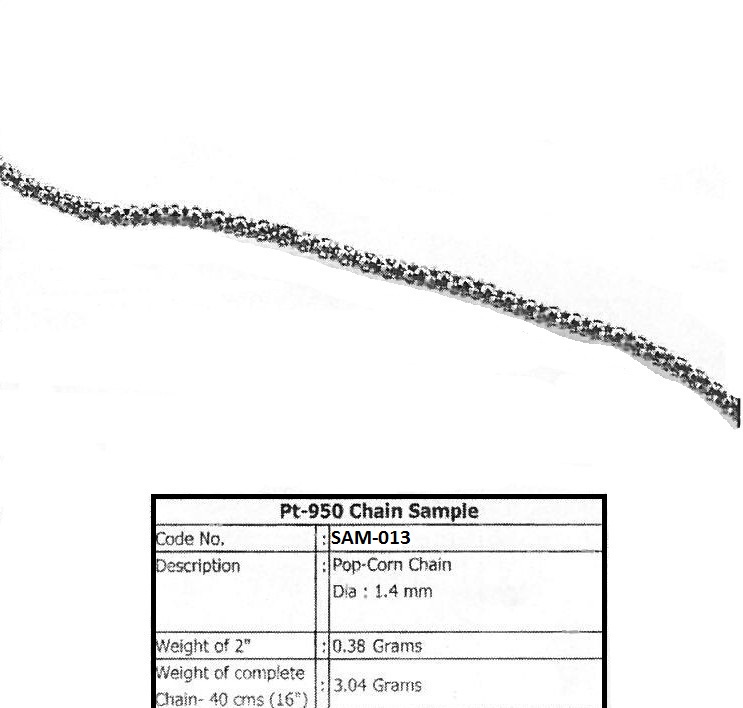 Pt-950 Chain Sample
Code No. : SAM-013
Description : Pop-Corn Chain
Dia : 1.4 mm
Weight of 2" : 0.38 Grams
Weight of complete
Chain- 40 cms (16") : 3.04 Grams